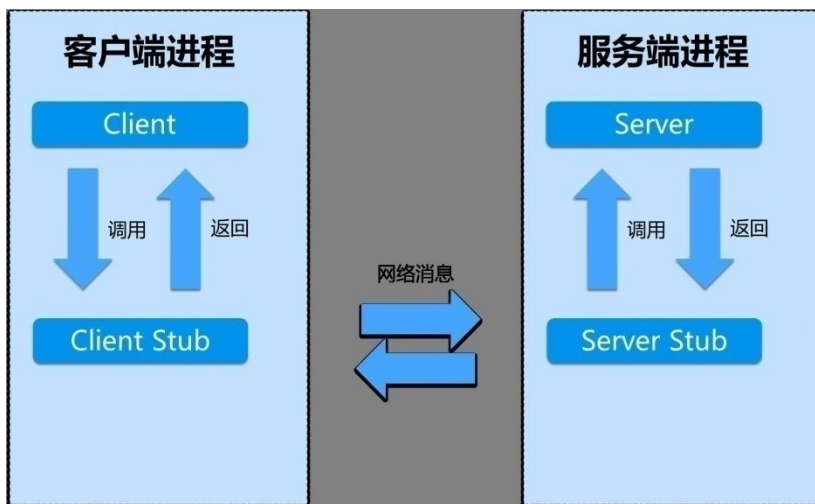 客户端进程
服务端进程
Client
Server
调用
返回
调用
返回
网络消息
Client Stub
Server Stub